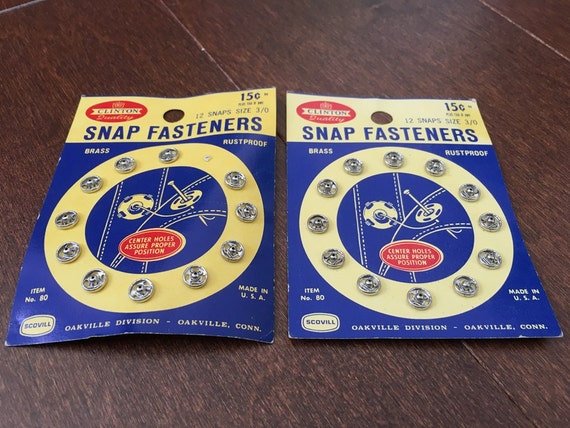 CLINTON
Quality
15¢
12 SNAPS SIZE 3/0
SNAP FASTENERS
BRASS
RUSTPROOF
CENTER HOLES
ASSURE PROPER
POSITION
ITEM
No. 80
MADE IN
U.S.A.
SCOVILL
OAKVILLE DIVISION - OAKVILLE, CONN.
CLINTON
Quality
15¢
12 SNAPS SIZE 3/0
SNAP FASTENERS
BRASS
RUSTPROOF
CENTER HOLES
ASSURE PROPER
POSITION
ITEM
No. 80
MADE IN
U.S.A.
SCOVILL
OAKVILLE DIVISION - OAKVILLE, CONN.